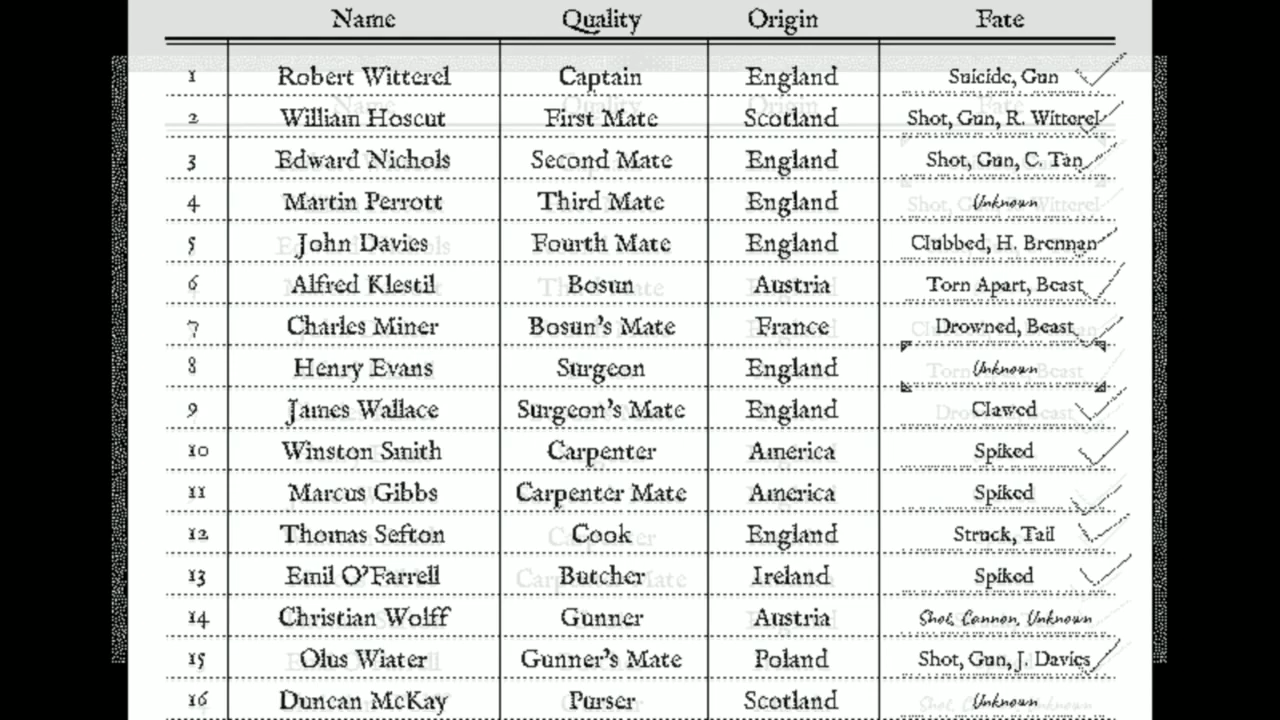 Name Quality Origin Fate
1 Robert Witterel Captain England Suicide, Gun
2 William Hoscut First Mate Scotland Shot, Gun, R. Witterel
3 Edward Nichols Second Mate England Shot, Gun, C. Tan
4 Martin Perrott Third Mate England Unknown
5 John Davies Fourth Mate England Clubbed, H. Brennan
6 Alfred Klestil Bosun Austria Torn Apart, Beast
7 Charles Miner Bosun's Mate France Drowned, Beast
8 Henry Evans Surgeon England Unknown
9 James Wallace Surgeon's Mate England Clawed
10 Winston Smith Carpenter America Spiked
11 Marcus Gibbs Carpenter Mate America Spiked
12 Thomas Sefton Cook England Struck, Tail
13 Emil O'Farrell Butcher Ireland Spiked
14 Christian Wolff Gunner Austria Shot, Cannon, Unknown
15 Olus Wiater Gunner's Mate Poland Shot, Gun, J. Davies
16 Duncan McKay Purser Scotland Unknown